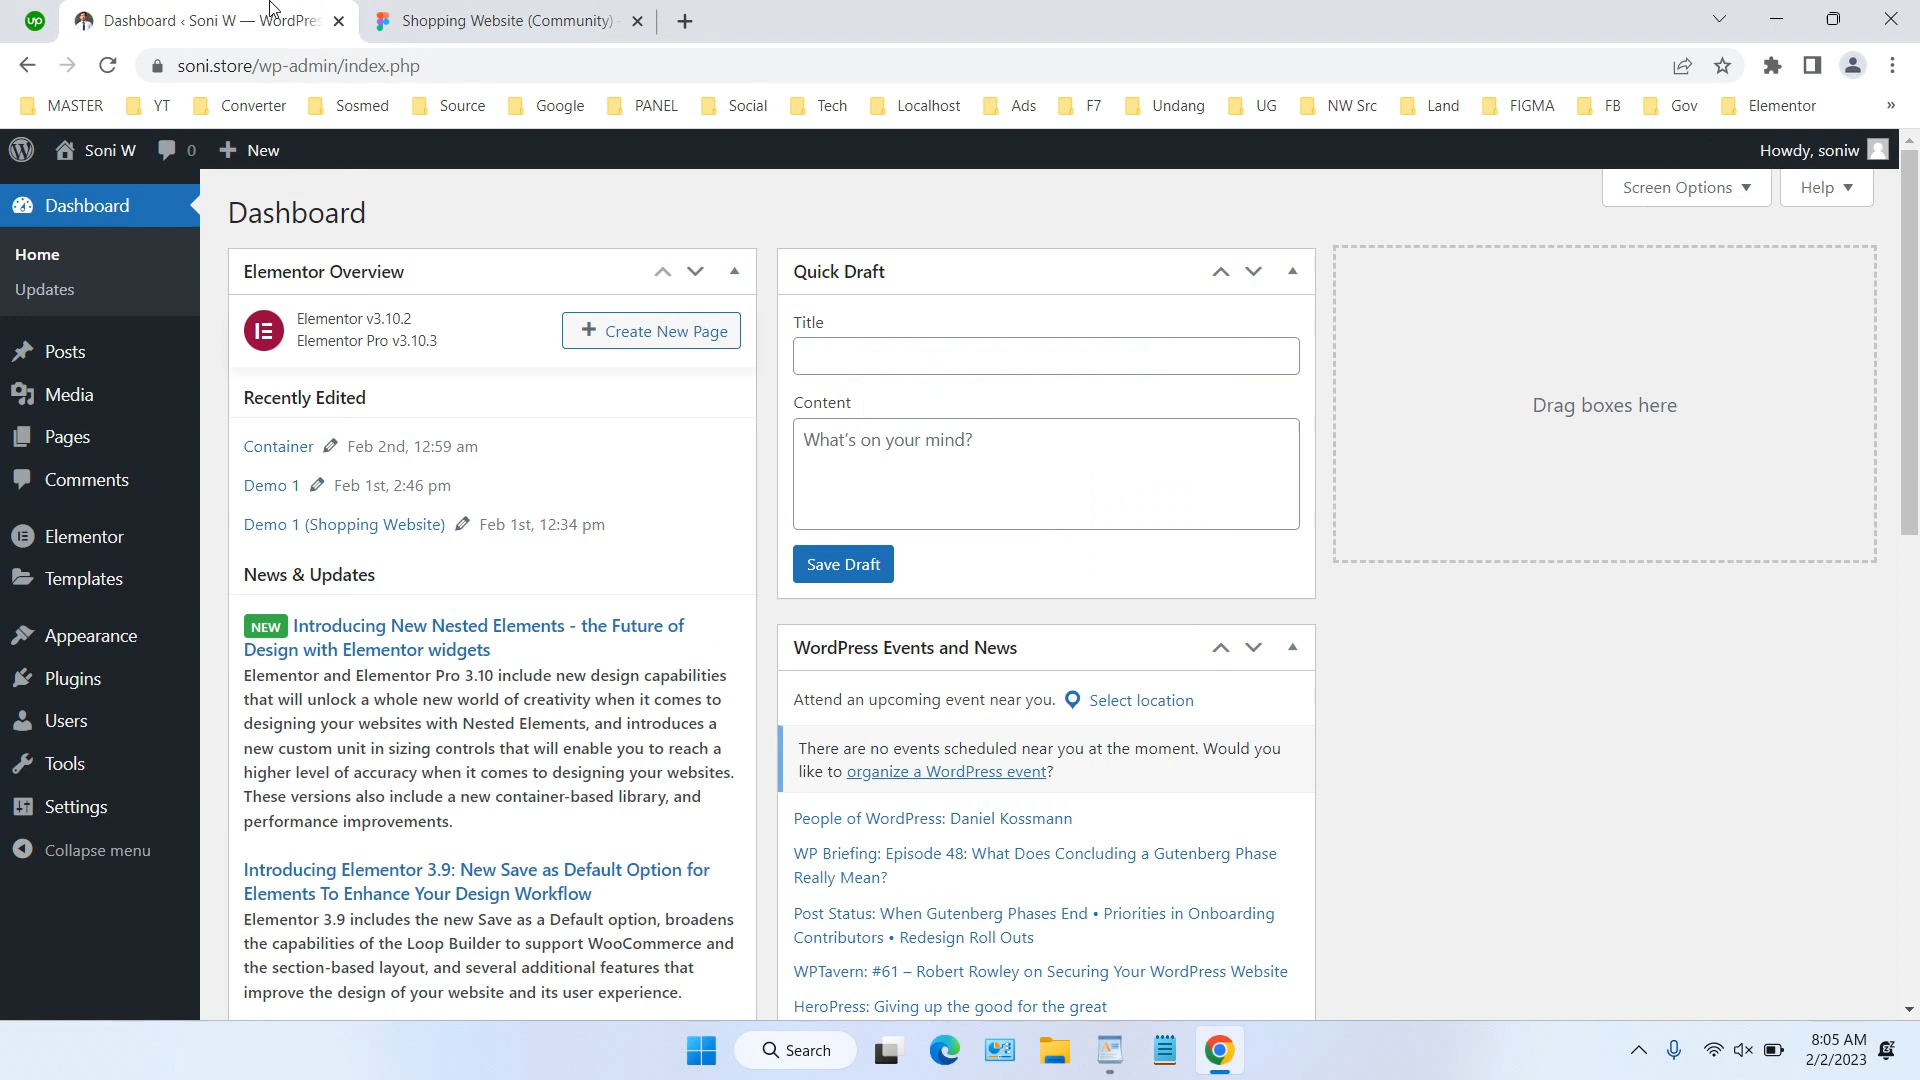 up
Dashboard ‹ Soni W — WordPres
Shopping Website (Community)
soni.store/wp-admin/index.php
MASTER
YT
Converter
Sosmed
Source
Google
PANEL
Social
Tech
Localhost
Ads
F7
Undang
UG
NW Src
Land
FIGMA
FB
Gov
Elementor
»
Soni W
0
New
Howdy, soniw
Dashboard
Home
Updates
Posts
Media
Pages
Comments
Elementor
Templates
Appearance
Plugins
Users
Tools
Settings
Collapse menu
Screen Options
Help
Dashboard
Elementor Overview
Elementor v3.10.2
Elementor Pro v3.10.3
Create New Page
Recently Edited
Container Feb 2nd, 12:59 am
Demo 1 Feb 1st, 2:46 pm
Demo 1 (Shopping Website) Feb 1st, 12:34 pm
News & Updates
NEW Introducing New Nested Elements - the Future of
Design with Elementor widgets
Elementor and Elementor Pro 3.10 include new design capabilities
that will unlock a whole new world of creativity when it comes to
designing your websites with Nested Elements, and introduces a
new custom unit in sizing controls that will enable you to reach a
higher level of accuracy when it comes to designing your websites.
These versions also include a new container-based library, and
performance improvements.
Introducing Elementor 3.9: New Save as Default Option for
Elements To Enhance Your Design Workflow
Elementor 3.9 includes the new Save as a Default option, broadens
the capabilities of the Loop Builder to support WooCommerce and
the section-based layout, and several additional features that
improve the design of your website and its user experience.
Quick Draft
Title
Content
What's on your mind?
Save Draft
WordPress Events and News
Attend an upcoming event near you. Select location
There are no events scheduled near you at the moment. Would you
like to organize a WordPress event?
People of WordPress: Daniel Kossmann
WP Briefing: Episode 48: What Does Concluding a Gutenberg Phase
Really Mean?
Post Status: When Gutenberg Phases End • Priorities in Onboarding
Contributors • Redesign Roll Outs
WPTavern: #61 – Robert Rowley on Securing Your WordPress Website
HeroPress: Giving up the good for the great
Drag boxes here
Search
8:05 AM
2/2/2023